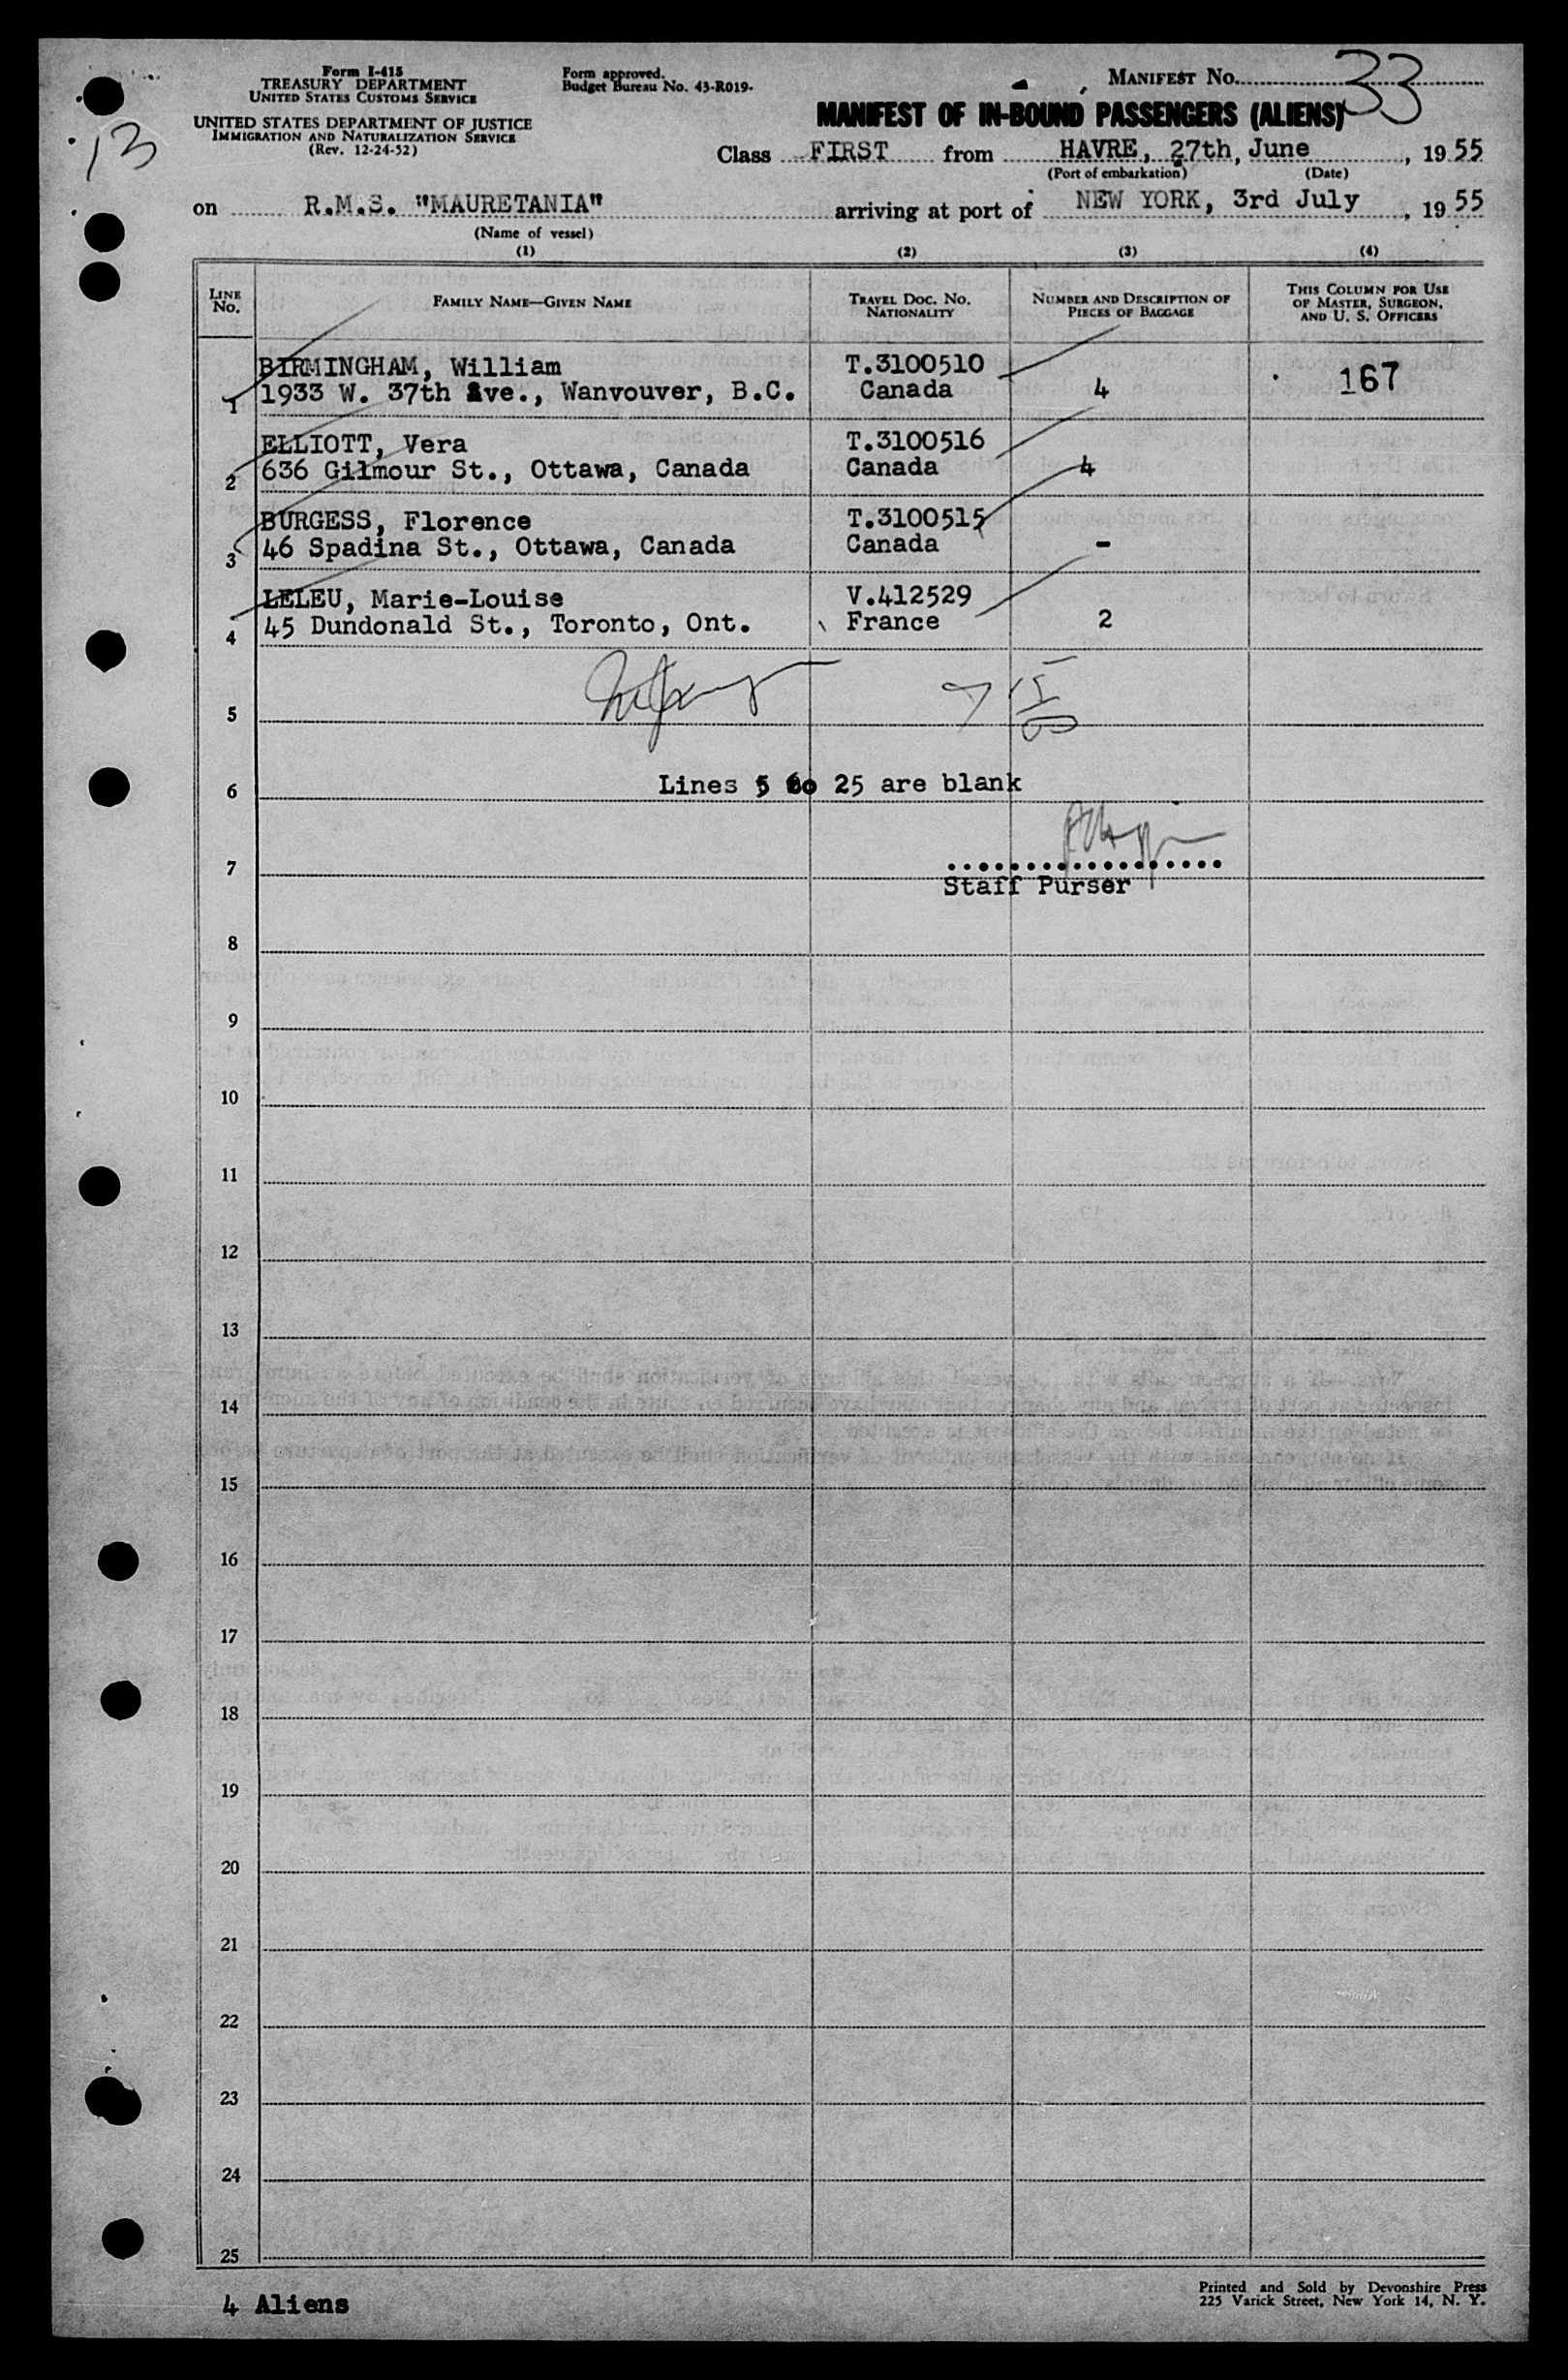 Form I-415
TREASURY DEPARTMENT
UNITED STATES CUSTOMS SERVICE
UNITED STATES DEPARTMENT OF JUSTICE
IMMIGRATION AND NATURALIZATION SERVICE
(Rev. 12-24-52)
13
Form approved.
Budget Bureau No. 43-R019-
MANIFEST No. 33
MANIFEST OF IN-BOUND PASSENGERS (ALIENS)
Class FIRST from HAVRE, 27th, June, 19 55
(Port of embarkation) (Date)
on R.M.S. "MAURETANIA" arriving at port of NEW YORK, 3rd July, 19 55
(Name of vessel)
(1) (2) (3) (4)
LINE No. FAMILY NAME—GIVEN NAME TRAVEL DOC. NO. NATIONALITY NUMBER AND DESCRIPTION OF PIECES OF BAGGAGE THIS COLUMN FOR USE OF MASTER, SURGEON, AND U. S. OFFICERS
BIRMINGHAM, William T.3100510
1 1933 W. 37th Ave., Wanvouver, B.C. Canada 4 167
ELLIOTT, Vera T.3100516
2 636 Gilmour St., Ottawa, Canada Canada 4
BURGESS, Florence T.3100515
3 46 Spadina St., Ottawa, Canada Canada -
LELEU, Marie-Louise V.412529
4 45 Dundonald St., Toronto, Ont. France 2
5
6 Lines 5 to 25 are blank
7
Staff Purser
8
9
10
11
12
13
14
15
16
17
18
19
20
21
22
23
24
25
4 Aliens
Printed and Sold by Devonshire Press
225 Varick Street, New York 14, N. Y.